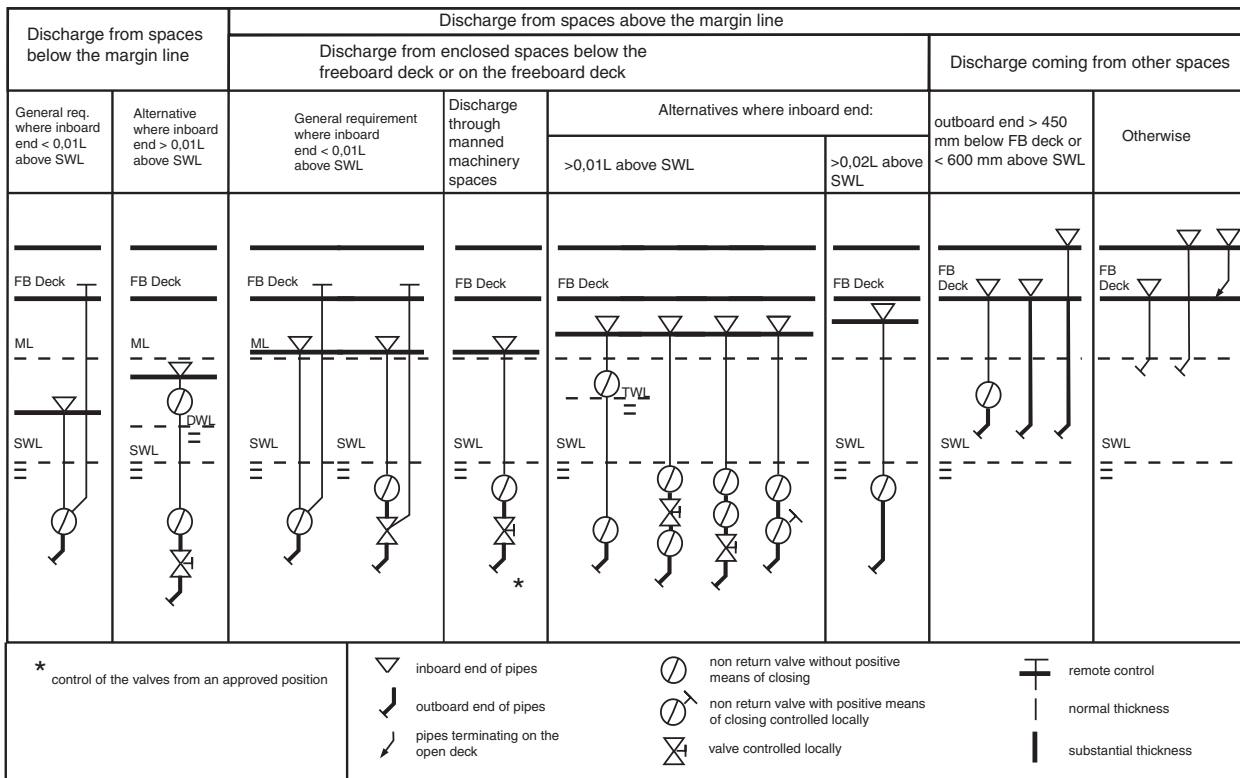 Discharge from spaces
below the margin line
Discharge from spaces above the margin line
Discharge from enclosed spaces below the
freeboard deck or on the freeboard deck
Discharge coming from other spaces
General req.
where inboard
end < 0,01L
above SWL
Alternative
where inboard
end > 0,01L
above SWL
General requirement
where inboard
end < 0,01L
above SWL
Discharge
through
manned
machinery
spaces
Alternatives where inboard end:
>0,01L above SWL
>0,02L above
SWL
outboard end > 450
mm below FB deck or
< 600 mm above SWL
Otherwise
FB Deck
ML
SWL
FB Deck
ML
DWL
SWL
FB Deck
ML
SWL
SWL
FB Deck
SWL
FB Deck
TWL
FB Deck
SWL
FB
Deck
SWL
FB
Deck
SWL
*
* control of the valves from an approved position
inboard end of pipes
outboard end of pipes
pipes terminating on the
open deck
non return valve without positive
means of closing
non return valve with positive means
of closing controlled locally
valve controlled locally
remote control
normal thickness
substantial thickness